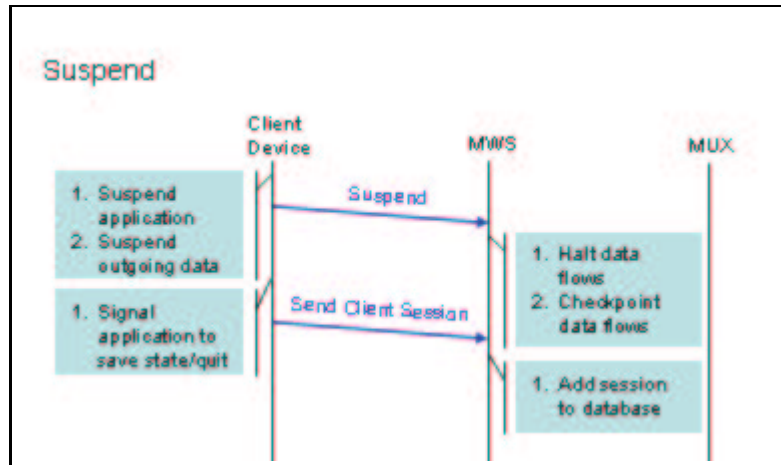 Suspend
Client
Device
MWS
MUX
1. Suspend
application
2. Suspend
outgoing data
Suspend
1. Halt data
flows
2. Checkpoint
data flows
1. Signal
application to
save state/quit
Send Client Session
1. Add session
to database